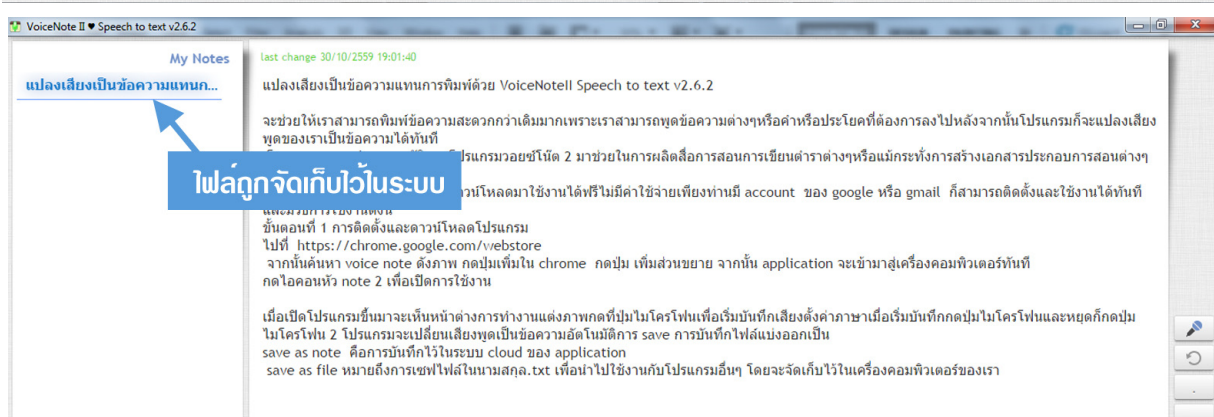 VoiceNote II ♥ Speech to text v2.6.2
My Notes
แปลงเสียงเป็นข้อความแทนก...
ไฟล์ถูกจัดเก็บไว้ในระบบ
last change 30/10/2559 19:01:40
แปลงเสียงเป็นข้อความแทนการพิมพ์ด้วย VoiceNoteII Speech to text v2.6.2
จะช่วยให้เราสามารถพิมพ์ข้อความสะดวกกว่าเดิมมากเพราะเราสามารถพูดข้อความต่างๆหรือคำหรือประโยคที่ต้องการลงไปหลังจากนั้นโปรแกรมก็จะแปลงเสียง
พูดของเราเป็นข้อความได้ทันที
โปรแกรมวอยซ์โน๊ต 2 มาช่วยในการผลิตสื่อการสอนการเขียนตำราต่างๆหรือแม้กระทั่งการสร้างเอกสารประกอบการสอนต่างๆ
ดาวน์โหลดมาใช้งานได้ฟรีไม่มีค่าใช้จ่ายเพียงท่านมี account ของ google หรือ gmail ก็สามารถติดตั้งและใช้งานได้ทันที
และมีวิธีการใช้งานดังนี้
ขั้นตอนที่ 1 การติดตั้งและดาวน์โหลดโปรแกรม
ไปที่ https://chrome.google.com/webstore
จากนั้นค้นหา voice note ดังภาพ กดปุ่มเพิ่มใน chrome กดปุ่ม เพิ่มส่วนขยาย จากนั้น application จะเข้ามาสู่เครื่องคอมพิวเตอร์ทันที
กดไอคอนหัว note 2 เพื่อเปิดการใช้งาน
เมื่อเปิดโปรแกรมขึ้นมาจะเห็นหน้าต่างการทำงานแต่งภาพกดที่ปุ่มไมโครโฟนเพื่อเริ่มบันทึกเสียงตั้งค่าภาษาเมื่อเริ่มบันทึกกดปุ่มไมโครโฟนและหยุดก็กดปุ่ม
ไมโครโฟน 2 โปรแกรมจะเปลี่ยนเสียงพูดเป็นข้อความอัตโนมัติการ save การบันทึกไฟล์แบ่งออกเป็น
save as note คือการบันทึกไว้ในระบบ cloud ของ application
save as file หมายถึงการเซฟไฟล์ในนามสกุล.txt เพื่อนำไปใช้งานกับโปรแกรมอื่นๆ โดยจะจัดเก็บไว้ในเครื่องคอมพิวเตอร์ของเรา